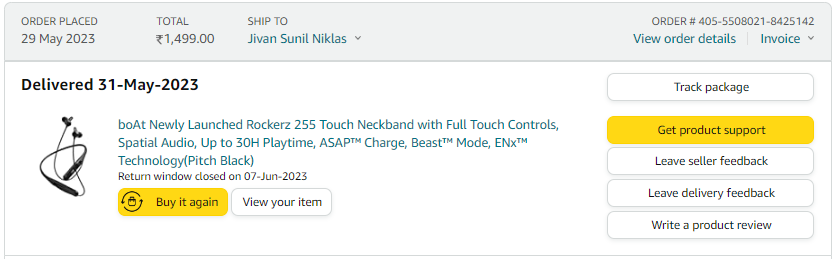 ORDER PLACED
29 May 2023
TOTAL
₹1,499.00
SHIP TO
Jivan Sunil Niklas
ORDER # 405-5508021-8425142
View order details
Invoice
Delivered 31-May-2023
boAt Newly Launched Rockerz 255 Touch Neckband with Full Touch Controls,
Spatial Audio, Up to 30H Playtime, ASAP™ Charge, Beast™ Mode, ENx™
Technology(Pitch Black)
Return window closed on 07-Jun-2023
Buy it again
View your item
Track package
Get product support
Leave seller feedback
Leave delivery feedback
Write a product review